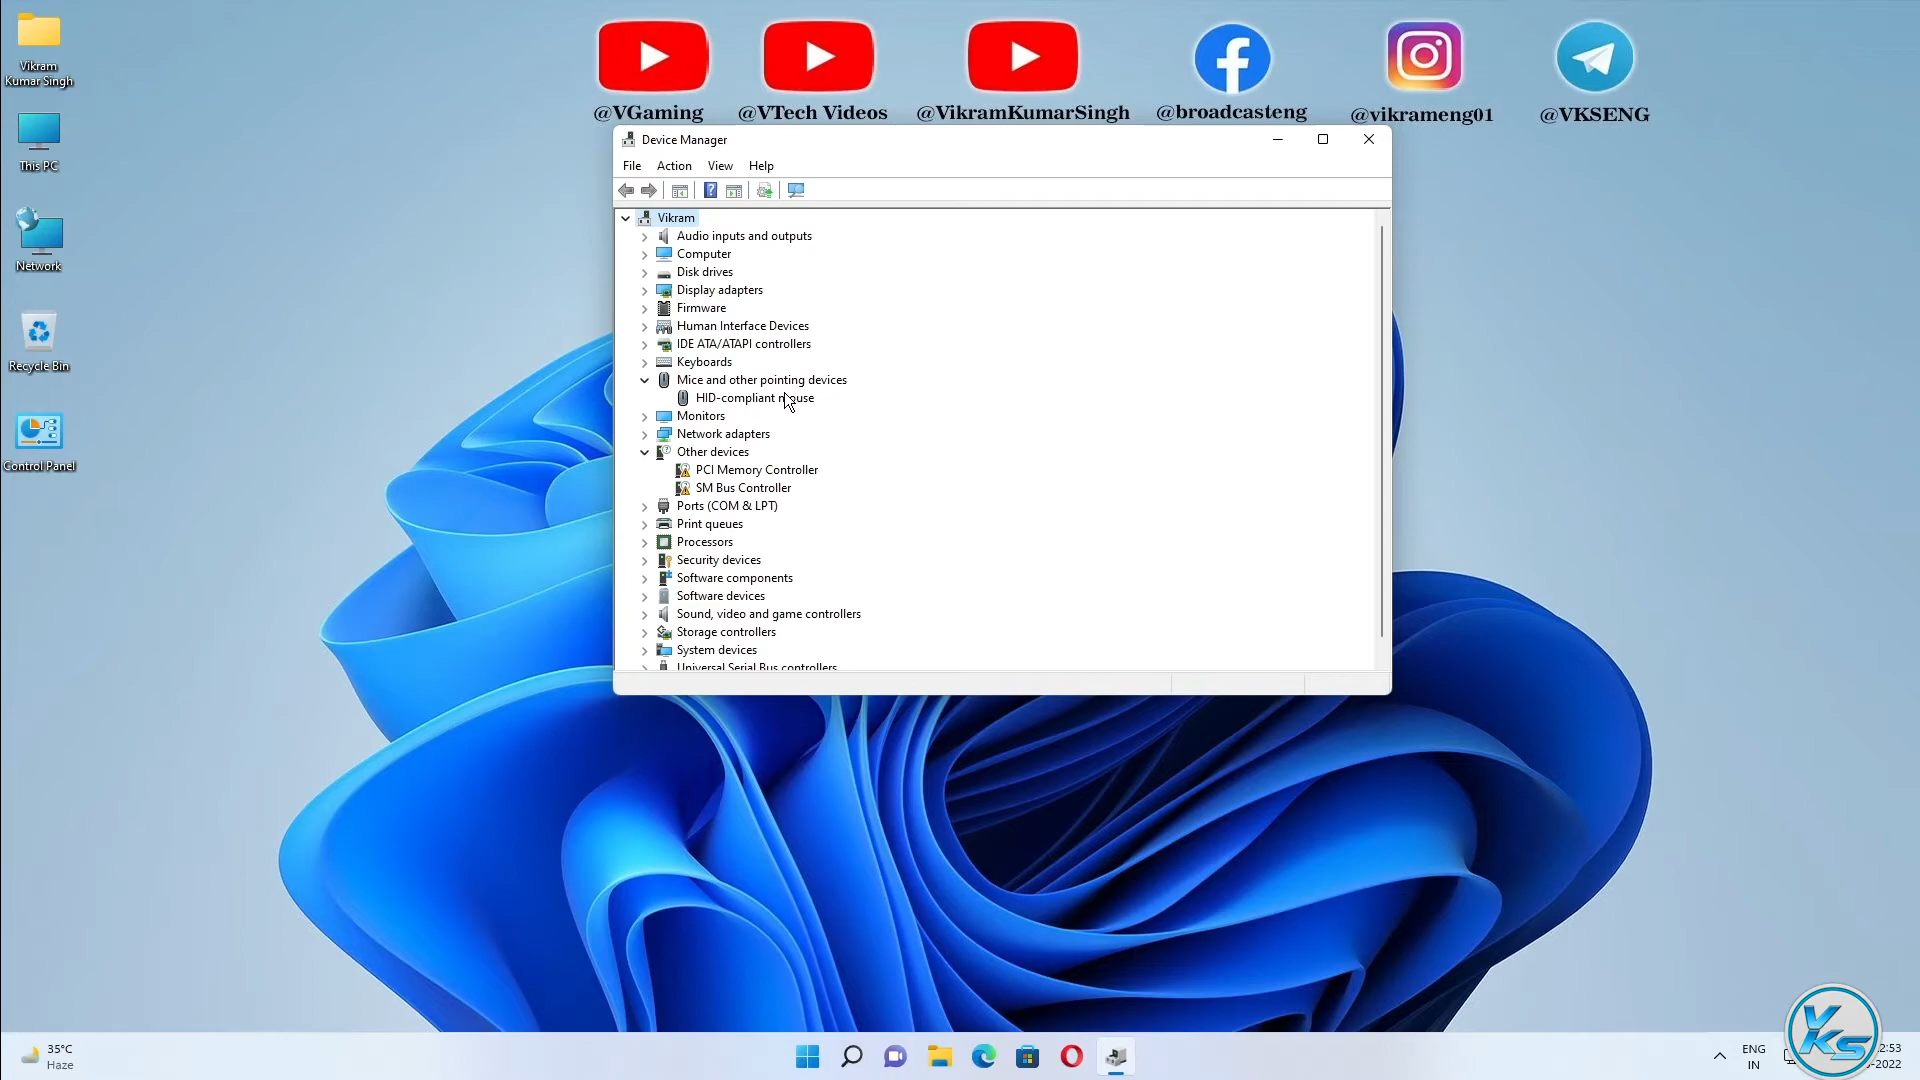 Vikram
Kumar Singh
This PC
Network
Recycle Bin
Control Panel
@VGaming
@VTech Videos
@VikramKumarSingh
@broadcasteng
@vikrameng01
@VKSENG
Device Manager
File Action View Help
Vikram
Audio inputs and outputs
Computer
Disk drives
Display adapters
Firmware
Human Interface Devices
IDE ATA/ATAPI controllers
Keyboards
Mice and other pointing devices
HID-compliant mouse
Monitors
Network adapters
Other devices
PCI Memory Controller
SM Bus Controller
Ports (COM & LPT)
Print queues
Processors
Security devices
Software components
Software devices
Sound, video and game controllers
Storage controllers
System devices
Universal Serial Bus controllers
35°C
Haze
ENG
IN
VKS